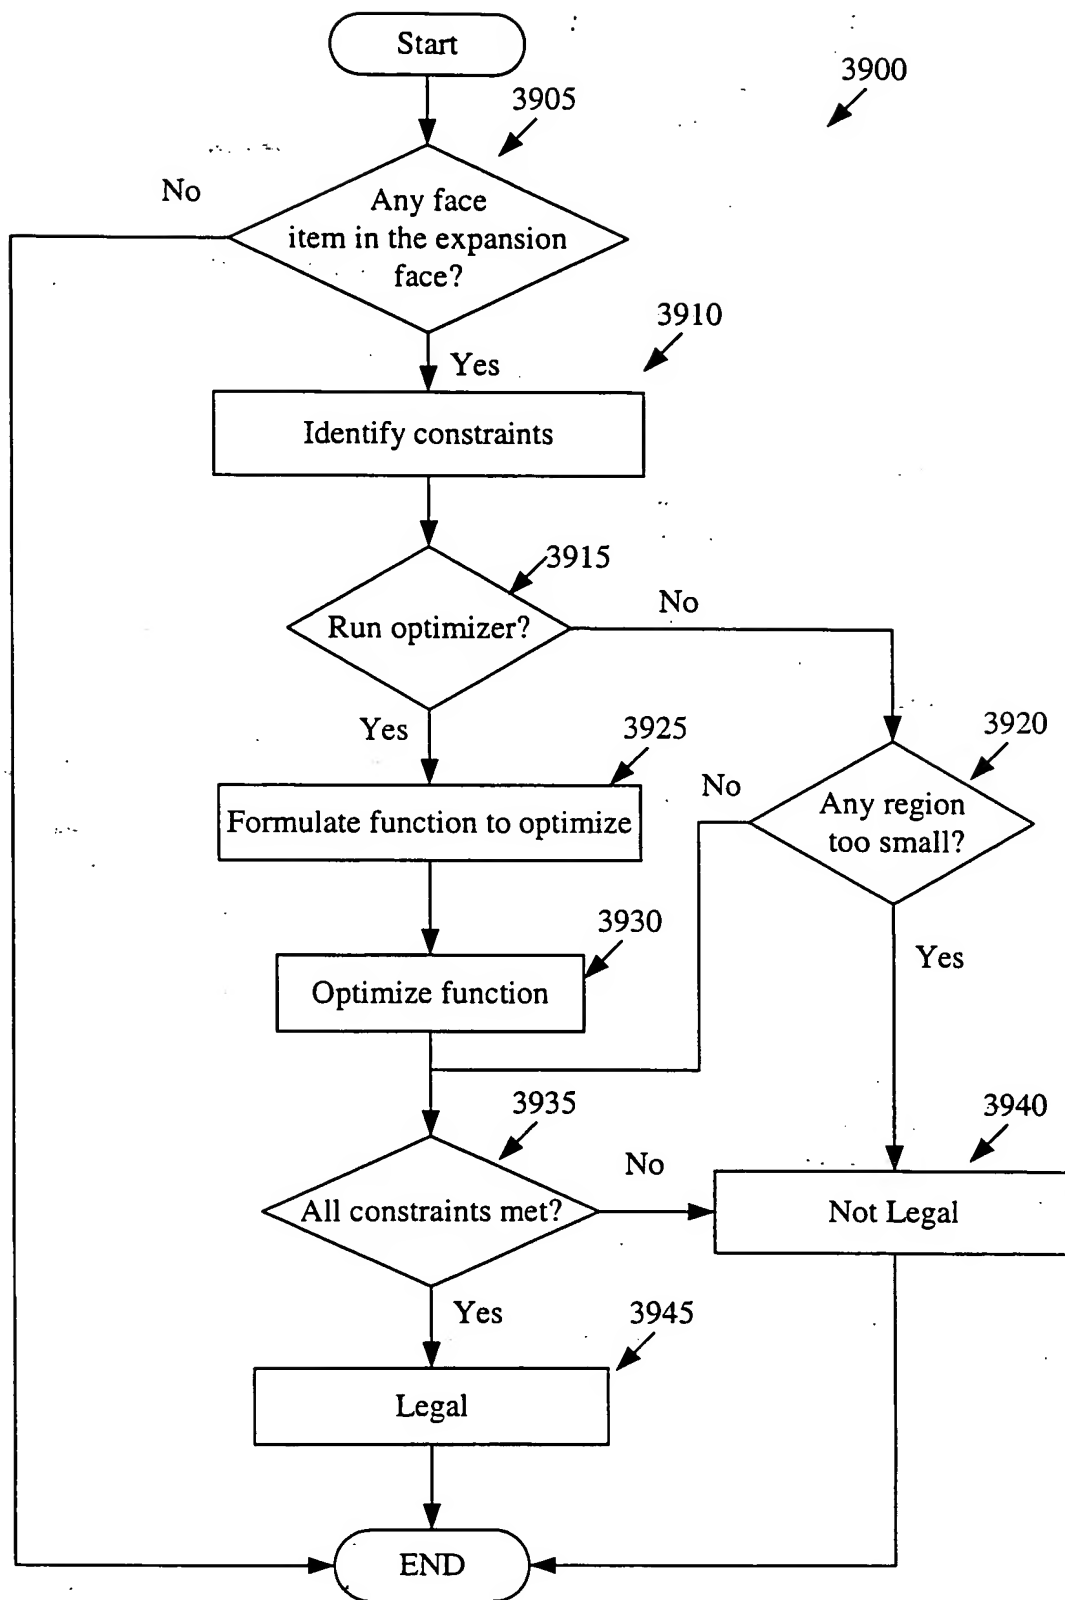 Start
3900
3905
No
Any face
item in the expansion
face?
3910
Yes
Identify constraints
3915
No
Run optimizer?
Yes
3925
3920
No
Any region
too small?
Formulate function to optimize
3930
Yes
Optimize function
3935
3940
No
All constraints met?
Not Legal
Yes
3945
Legal
END